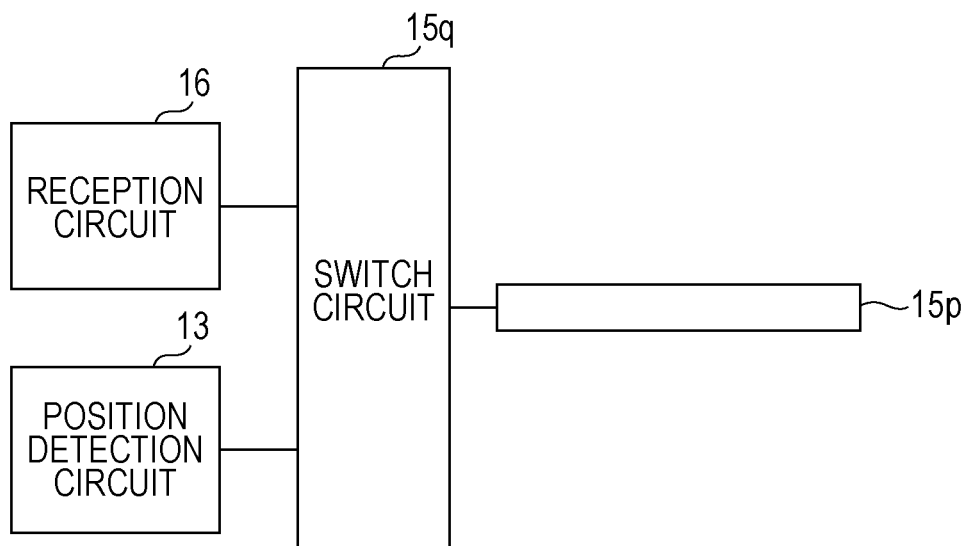 15q
16
RECEPTION
CIRCUIT
SWITCH
CIRCUIT
15p
13
POSITION
DETECTION
CIRCUIT